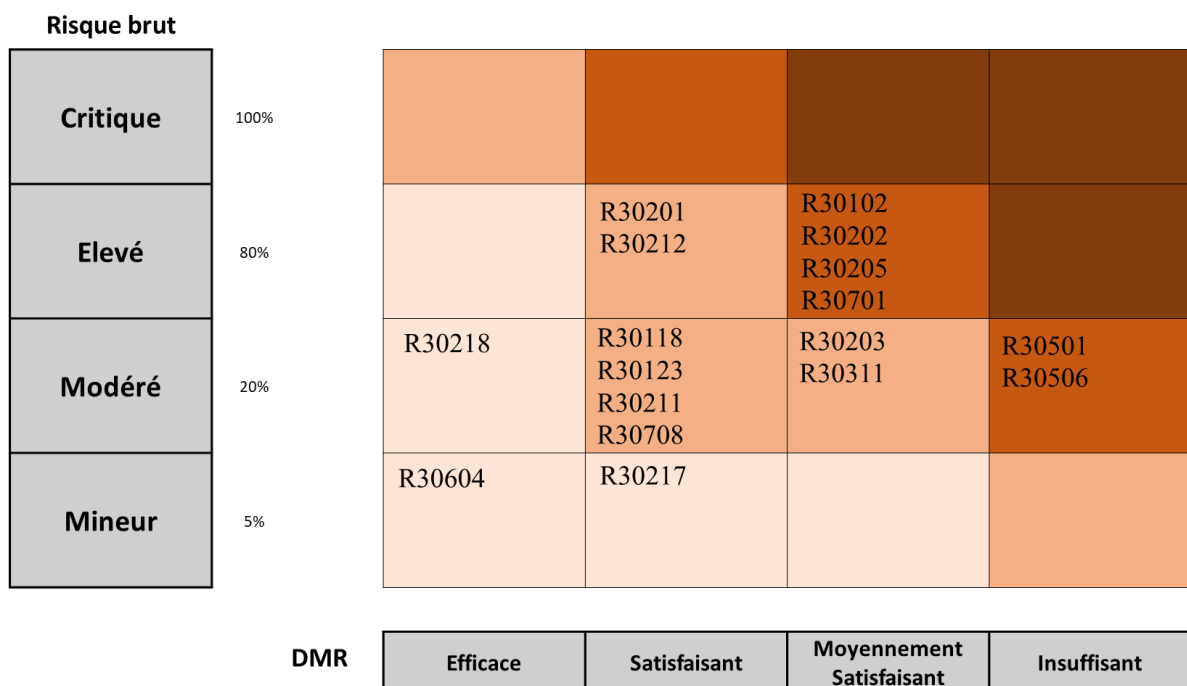 Risque brut
Critique
100%
Elevé
80%
R30201
R30212
R30102
R30202
R30205
R30701
Modéré
20%
R30218
R30118
R30123
R30211
R30708
R30203
R30311
R30501
R30506
Mineur
5%
R30604
R30217
DMR
Efficace
Satisfaisant
Moyennement
Satisfaisant
Insuffisant